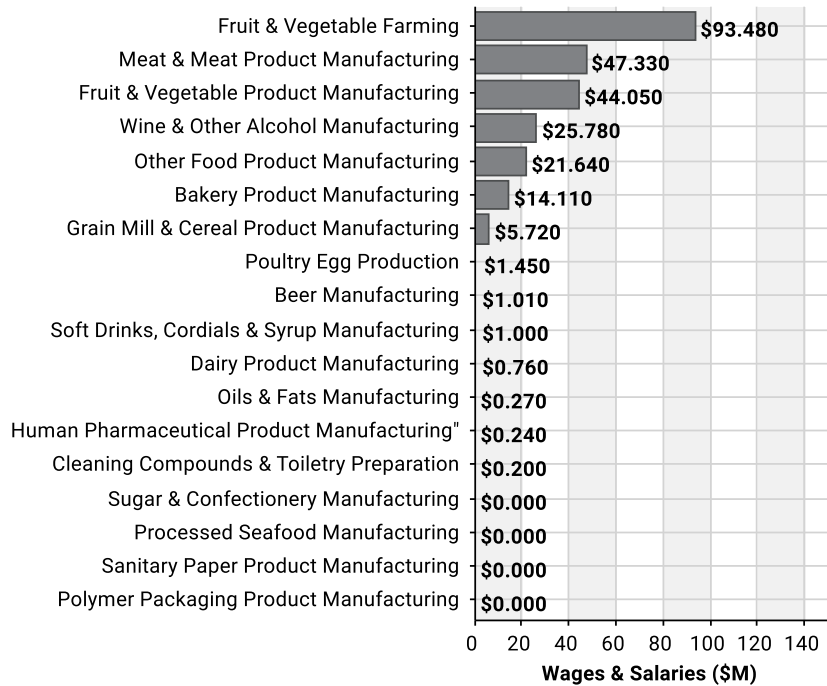 Fruit & Vegetable Farming $93.480
Meat & Meat Product Manufacturing $47.330
Fruit & Vegetable Product Manufacturing $44.050
Wine & Other Alcohol Manufacturing $25.780
Other Food Product Manufacturing $21.640
Bakery Product Manufacturing $14.110
Grain Mill & Cereal Product Manufacturing $5.720
Poultry Egg Production $1.450
Beer Manufacturing $1.010
Soft Drinks, Cordials & Syrup Manufacturing $1.000
Dairy Product Manufacturing $0.760
Oils & Fats Manufacturing $0.270
Human Pharmaceutical Product Manufacturing" $0.240
Cleaning Compounds & Toiletry Preparation $0.200
Sugar & Confectionery Manufacturing $0.000
Processed Seafood Manufacturing $0.000
Sanitary Paper Product Manufacturing $0.000
Polymer Packaging Product Manufacturing $0.000
0 20 40 60 80 100 120 140
Wages & Salaries ($M)